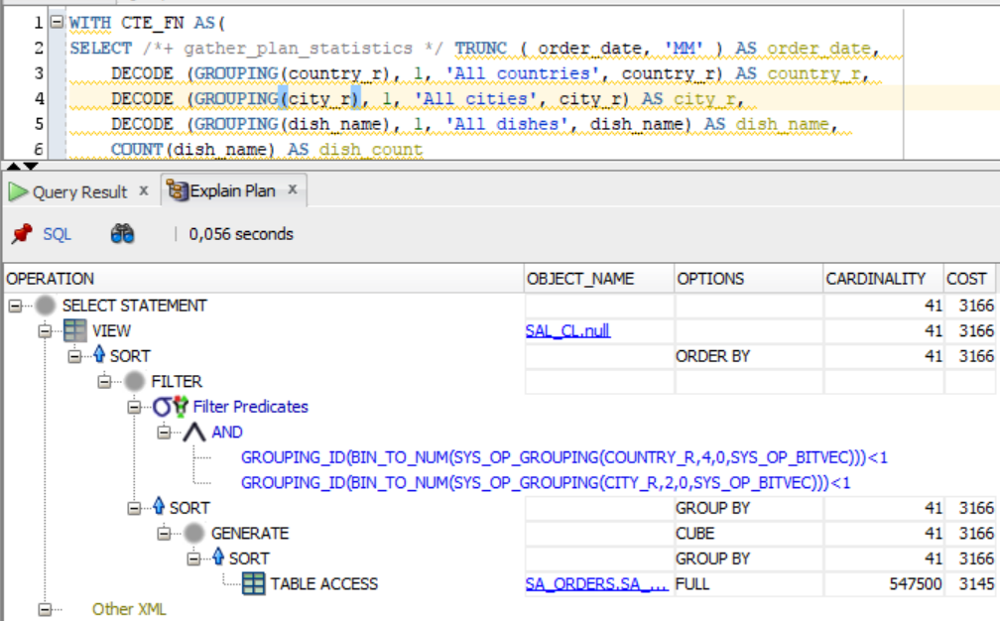 1 WITH CTE_FN AS(
2 SELECT /*+ gather_plan_statistics */ TRUNC ( order_date, 'MM' ) AS order_date,
3 DECODE (GROUPING(country_r), 1, 'All countries', country_r) AS country_r,
4 DECODE (GROUPING(city_r), 1, 'All cities', city_r) AS city_r,
5 DECODE (GROUPING(dish_name), 1, 'All dishes', dish_name) AS dish_name,
6 COUNT(dish_name) AS dish_count
Query Result x Explain Plan x
SQL 0,056 seconds
OPERATION OBJECT_NAME OPTIONS CARDINALITY COST
SELECT STATEMENT 41 3166
VIEW SAL_CL.null 41 3166
SORT ORDER BY 41 3166
FILTER
Filter Predicates
AND
GROUPING_ID(BIN_TO_NUM(SYS_OP_GROUPING(COUNTRY_R,4,0,SYS_OP_BITVEC)))<1
GROUPING_ID(BIN_TO_NUM(SYS_OP_GROUPING(CITY_R,2,0,SYS_OP_BITVEC)))<1
SORT GROUP BY 41 3166
GENERATE CUBE 41 3166
SORT GROUP BY 41 3166
TABLE ACCESS SA_ORDERS.SA_... FULL 547500 3145
Other XML